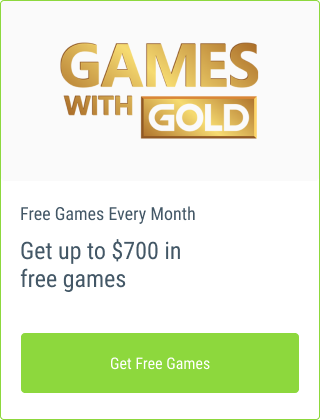 GAMES
WITH GOLD
Free Games Every Month
Get up to $700 in
free games
Get Free Games